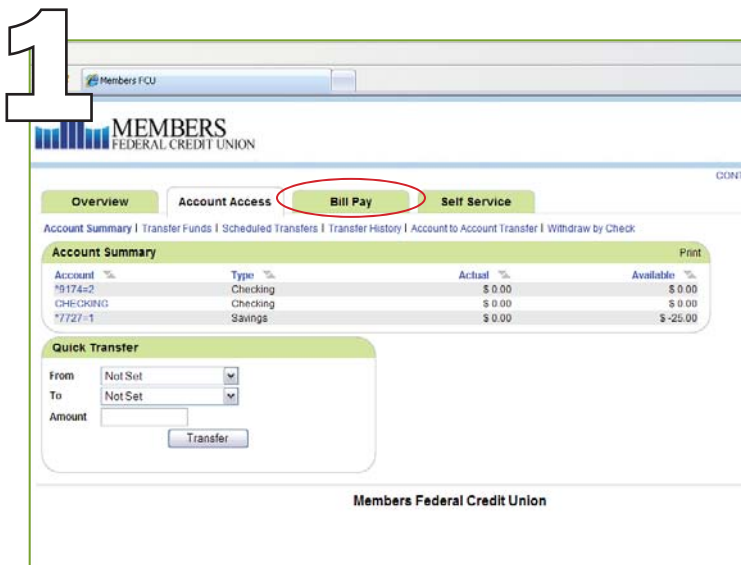 1
Members FCU
MEMBERS
FEDERAL CREDIT UNION
CONT
Overview Account Access Bill Pay Self Service
Account Summary | Transfer Funds | Scheduled Transfers | Transfer History | Account to Account Transfer | Withdraw by Check
Account Summary Print
Account Type Actual Available
*9174=2 Checking $ 0.00 $ 0.00
CHECKING Checking $ 0.00 $ 0.00
*7727=1 Savings $ 0.00 $ -25.00
Quick Transfer
From Not Set
To Not Set
Amount
Transfer
Members Federal Credit Union